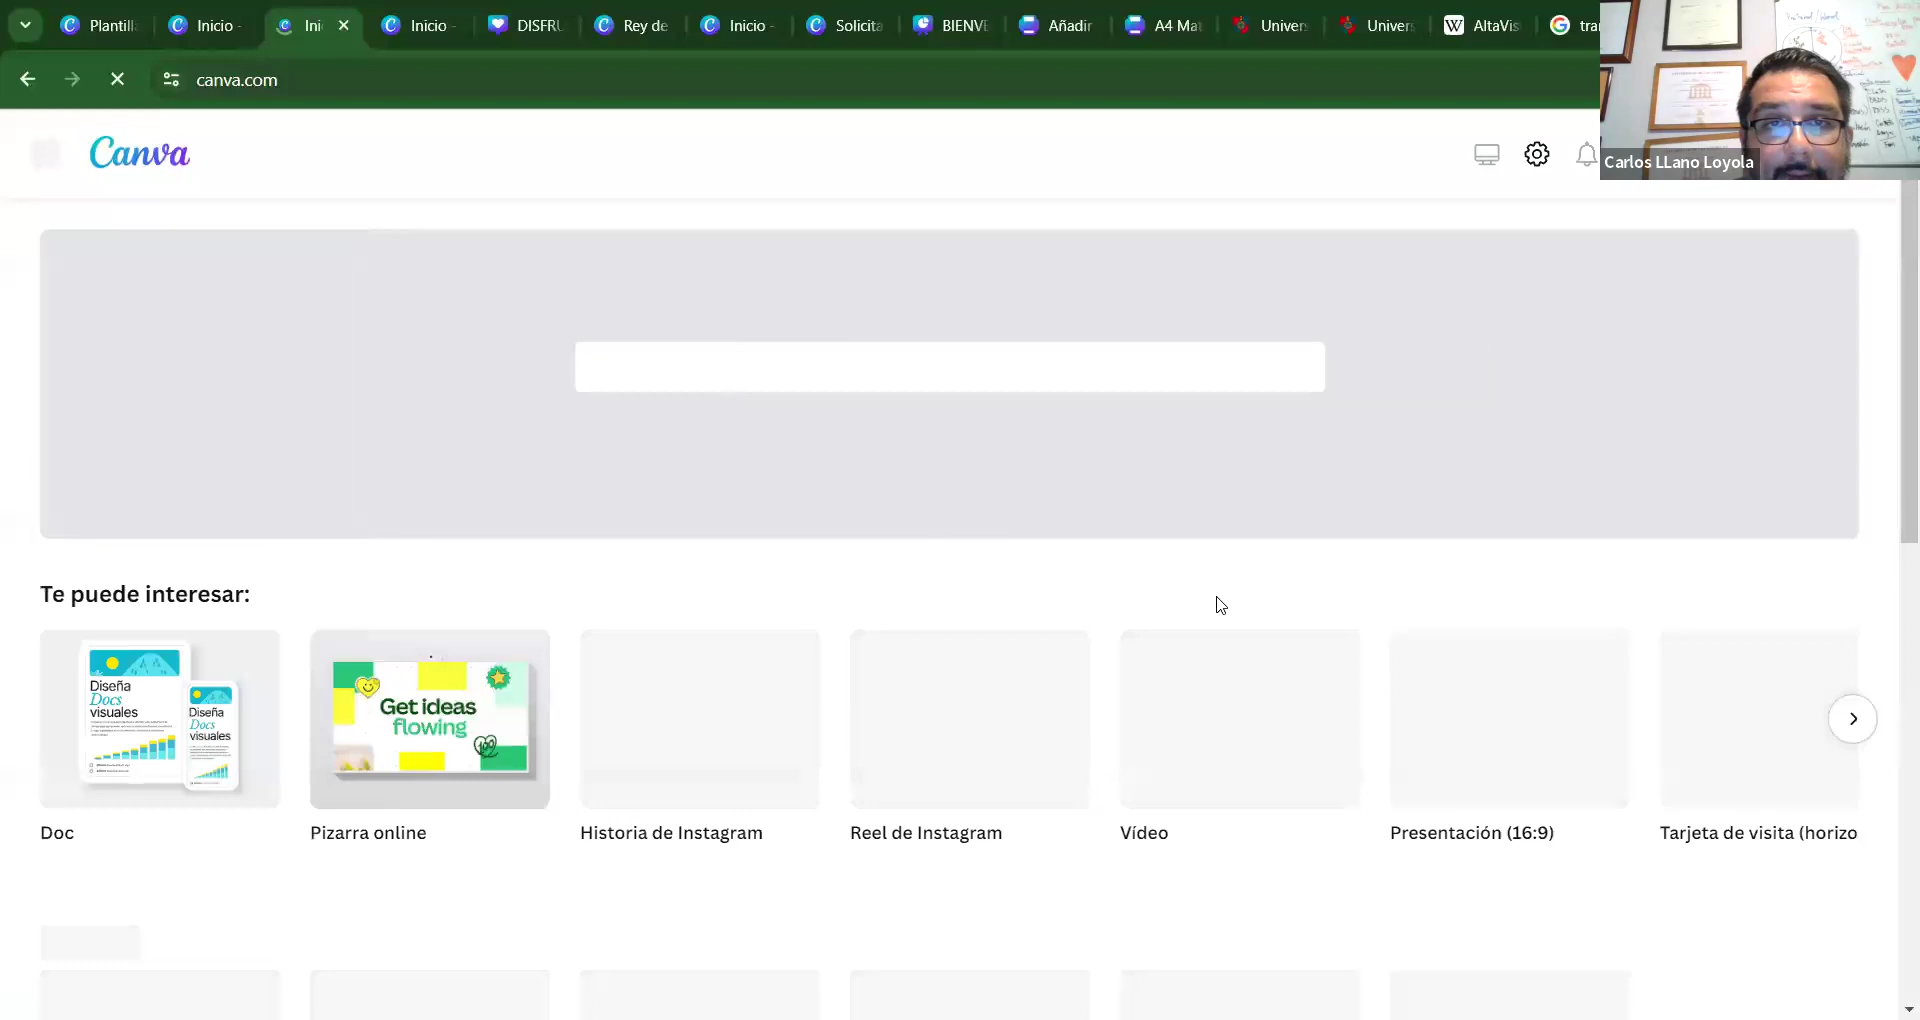 Plantill
Inicio -
Ini
Inicio -
DISFRU
Rey de
Inicio -
Solicita
BIENVE
Añadir
A4 Mat
Univers
Univers
AltaVis
tra
canva.com
Canva
Carlos LLano Loyola
Te puede interesar:
Diseña
Docs
visuales
Diseña
Docs
visuales
Get ideas
flowing
100
Doc
Pizarra online
Historia de Instagram
Reel de Instagram
Vídeo
Presentación (16:9)
Tarjeta de visita (horizo